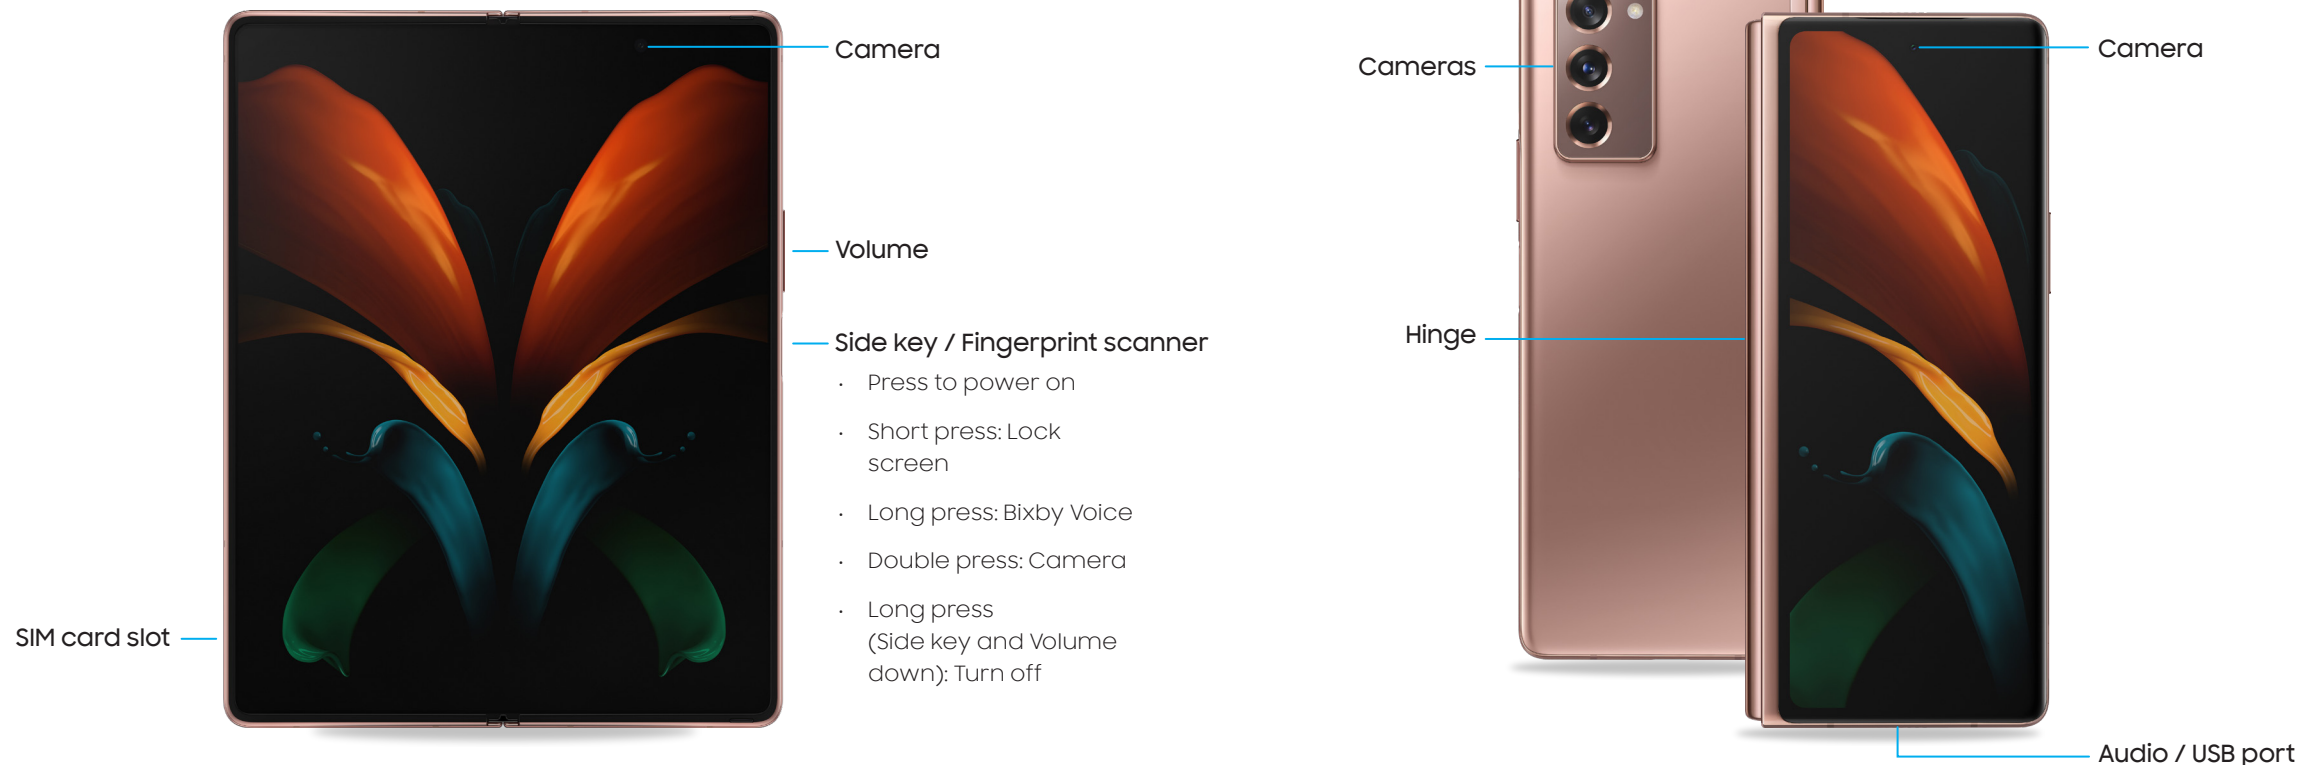 Camera
Volume
Side key / Fingerprint scanner
· Press to power on
· Short press: Lock
screen
· Long press: Bixby Voice
· Double press: Camera
· Long press
(Side key and Volume
down): Turn off
SIM card slot
Cameras
Hinge
Camera
Audio / USB port